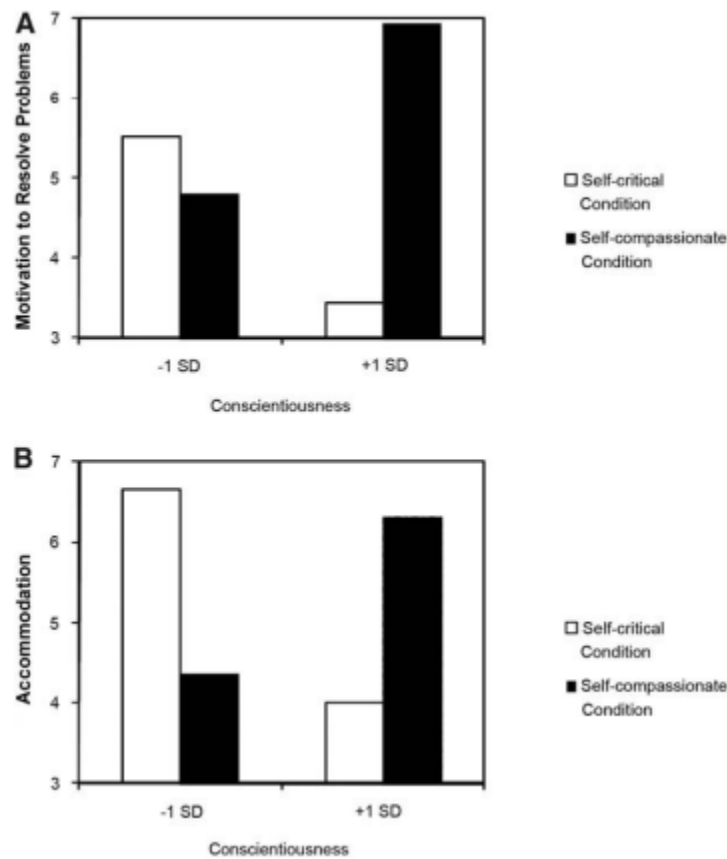 A
Motivation to Resolve Problems
7
6
5
4
3
-1 SD
+1 SD
Conscientiousness
Self-critical
Condition
Self-compassionate
Condition
B
Accommodation
7
6
5
4
3
-1 SD
+1 SD
Conscientiousness
Self-critical
Condition
Self-compassionate
Condition